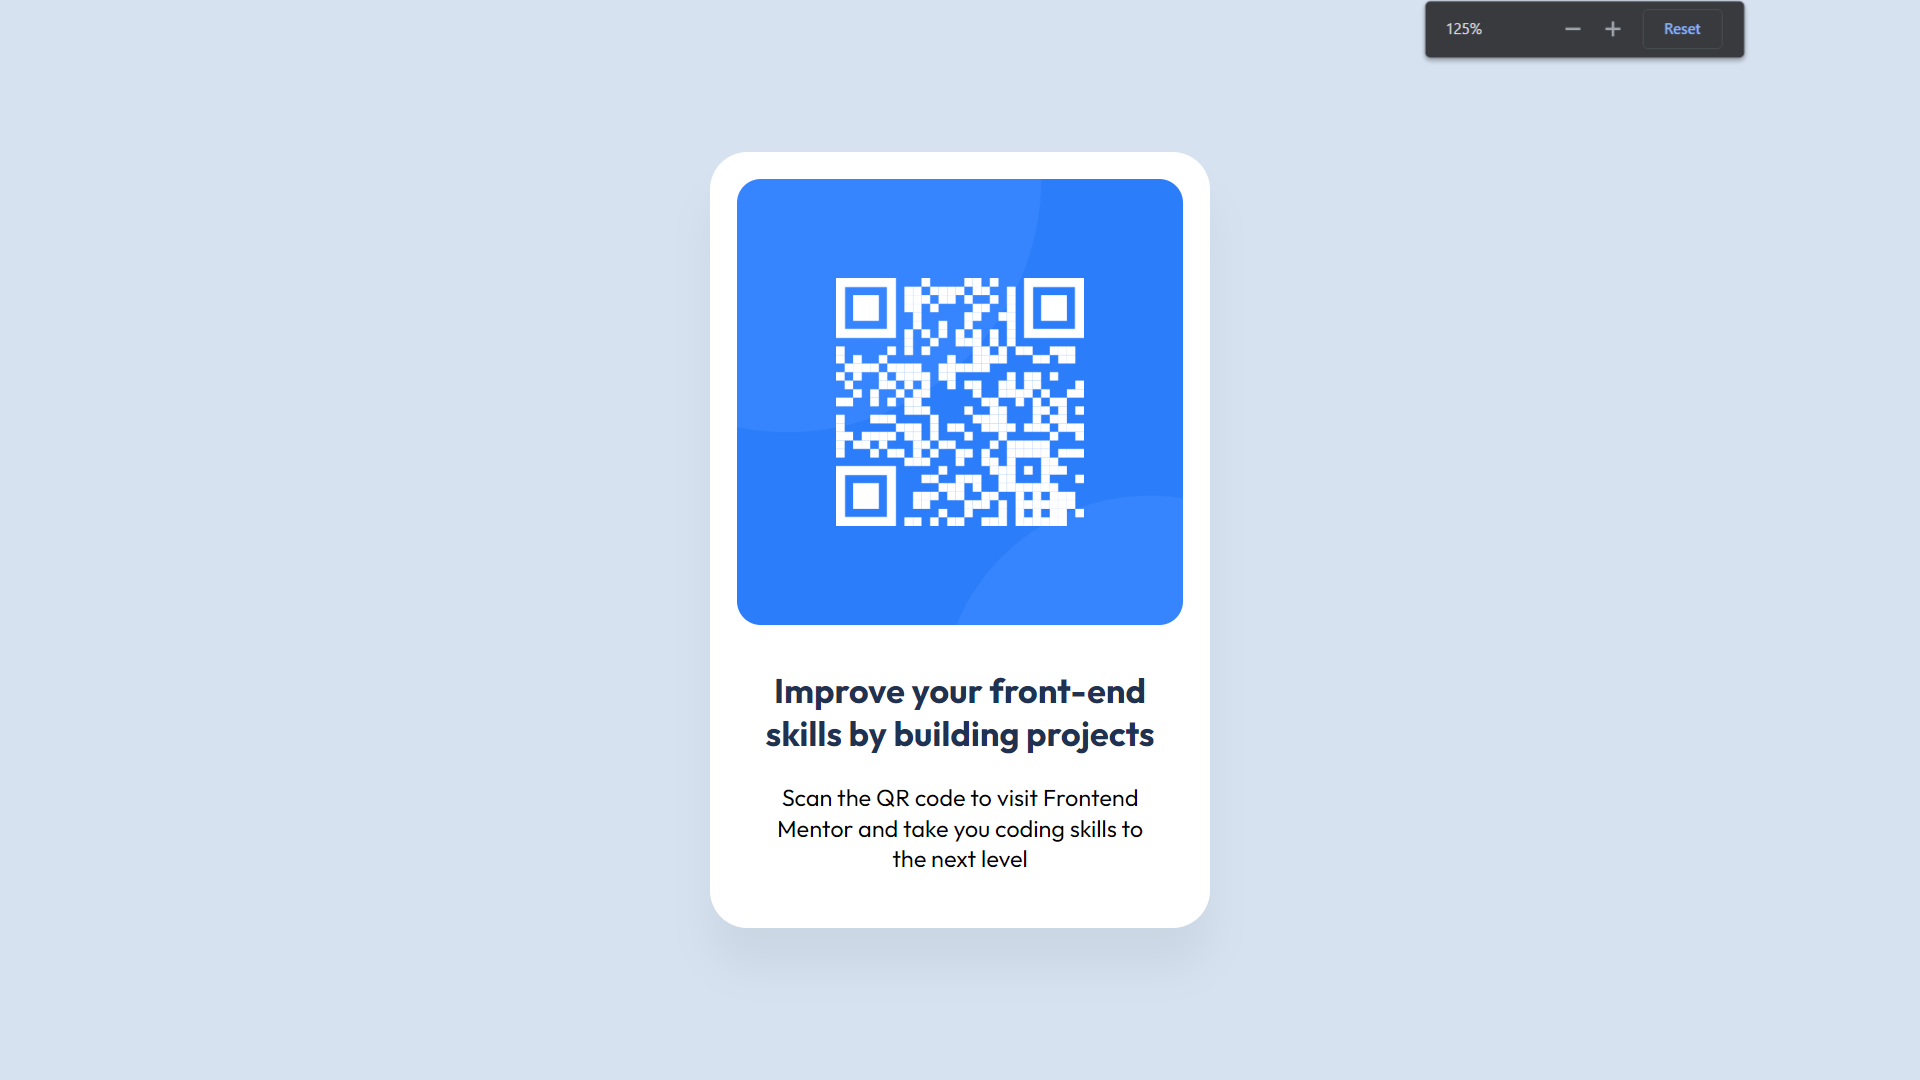 125%
Reset
Improve your front-end
skills by building projects
Scan the QR code to visit Frontend
Mentor and take you coding skills to
the next level